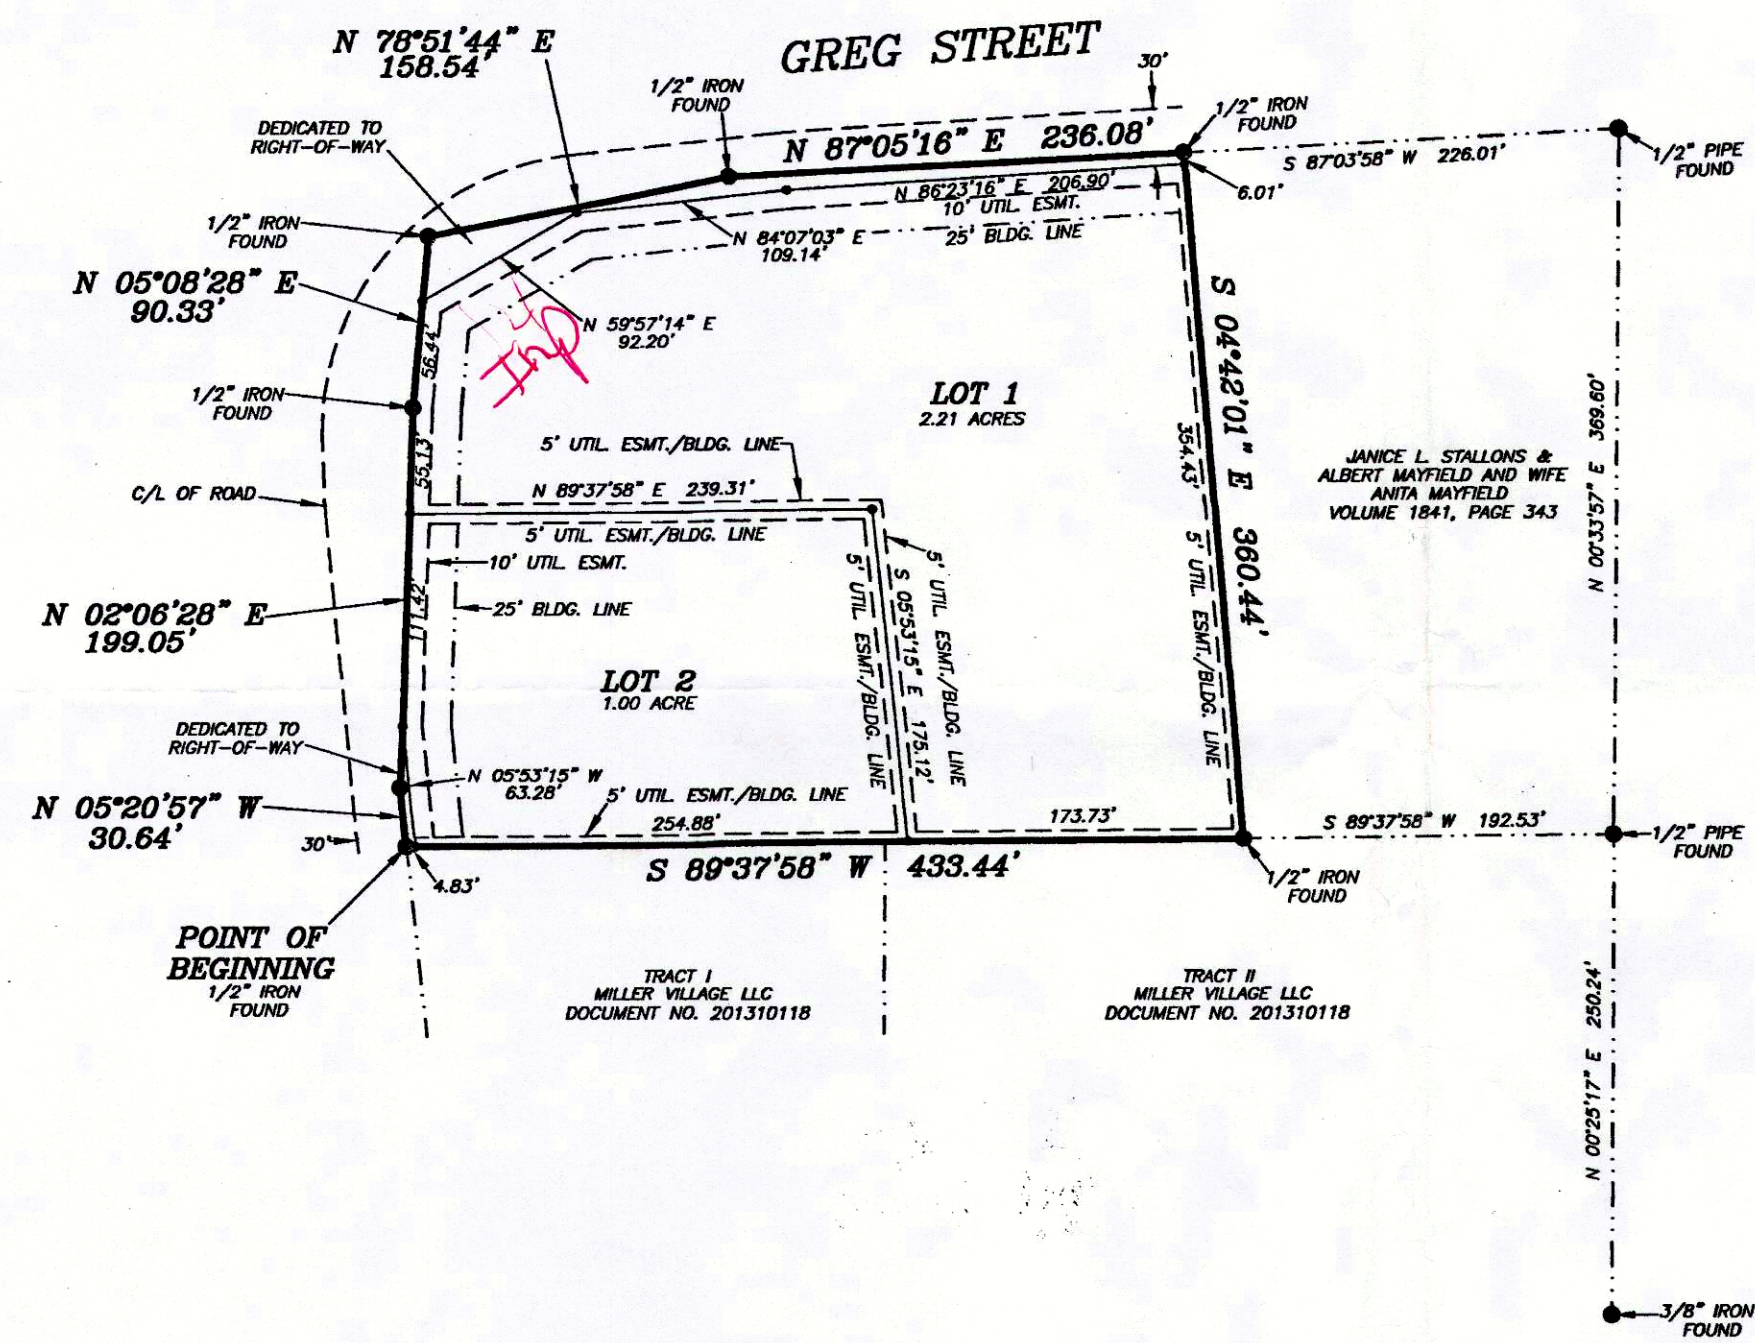 N 78°51'44" E
158.54'
GREG STREET
30'
1/2" IRON
FOUND
1/2" IRON
FOUND
DEDICATED TO
RIGHT-OF-WAY
N 87°05'16" E 236.08'
S 87°03'58" W 226.01'
1/2" PIPE
FOUND
6.01'
N 86°23'16" E 206.90'
10' UTIL. ESMT.
25' BLDG. LINE
1/2" IRON
FOUND
N 84°07'03" E
109.14'
N 05°08'28" E
90.33'
N 59°57'14" E
92.20'
56.44'
S 04°42'01" E 360.44'
1/2" IRON
FOUND
LOT 1
2.21 ACRES
N 00°33'57" E 369.60'
55.13'
5' UTIL. ESMT./BLDG. LINE
354.43'
JANICE L. STALLONS &
ALBERT MAYFIELD AND WIFE
ANITA MAYFIELD
VOLUME 1841, PAGE 343
C/L OF ROAD
N 89°37'58" E 239.31'
5' UTIL. ESMT./BLDG. LINE
10' UTIL. ESMT.
25' BLDG. LINE
5' UTIL. ESMT./BLDG. LINE
S 05°53'15" E 175.12'
5' UTIL. ESMT./BLDG. LINE
5' UTIL. ESMT./BLDG. LINE
N 02°06'28" E
199.05'
111.42'
LOT 2
1.00 ACRE
DEDICATED TO
RIGHT-OF-WAY
N 05°53'15" W
63.28'
5' UTIL. ESMT./BLDG. LINE
N 05°20'57" W
30.64'
30'
254.88'
173.73'
S 89°37'58" W 192.53'
1/2" PIPE
FOUND
S 89°37'58" W 433.44'
4.83'
1/2" IRON
FOUND
POINT OF
BEGINNING
1/2" IRON
FOUND
TRACT I
MILLER VILLAGE LLC
DOCUMENT NO. 201310118
TRACT II
MILLER VILLAGE LLC
DOCUMENT NO. 201310118
N 00°25'17" E 250.24'
3/8" IRON
FOUND